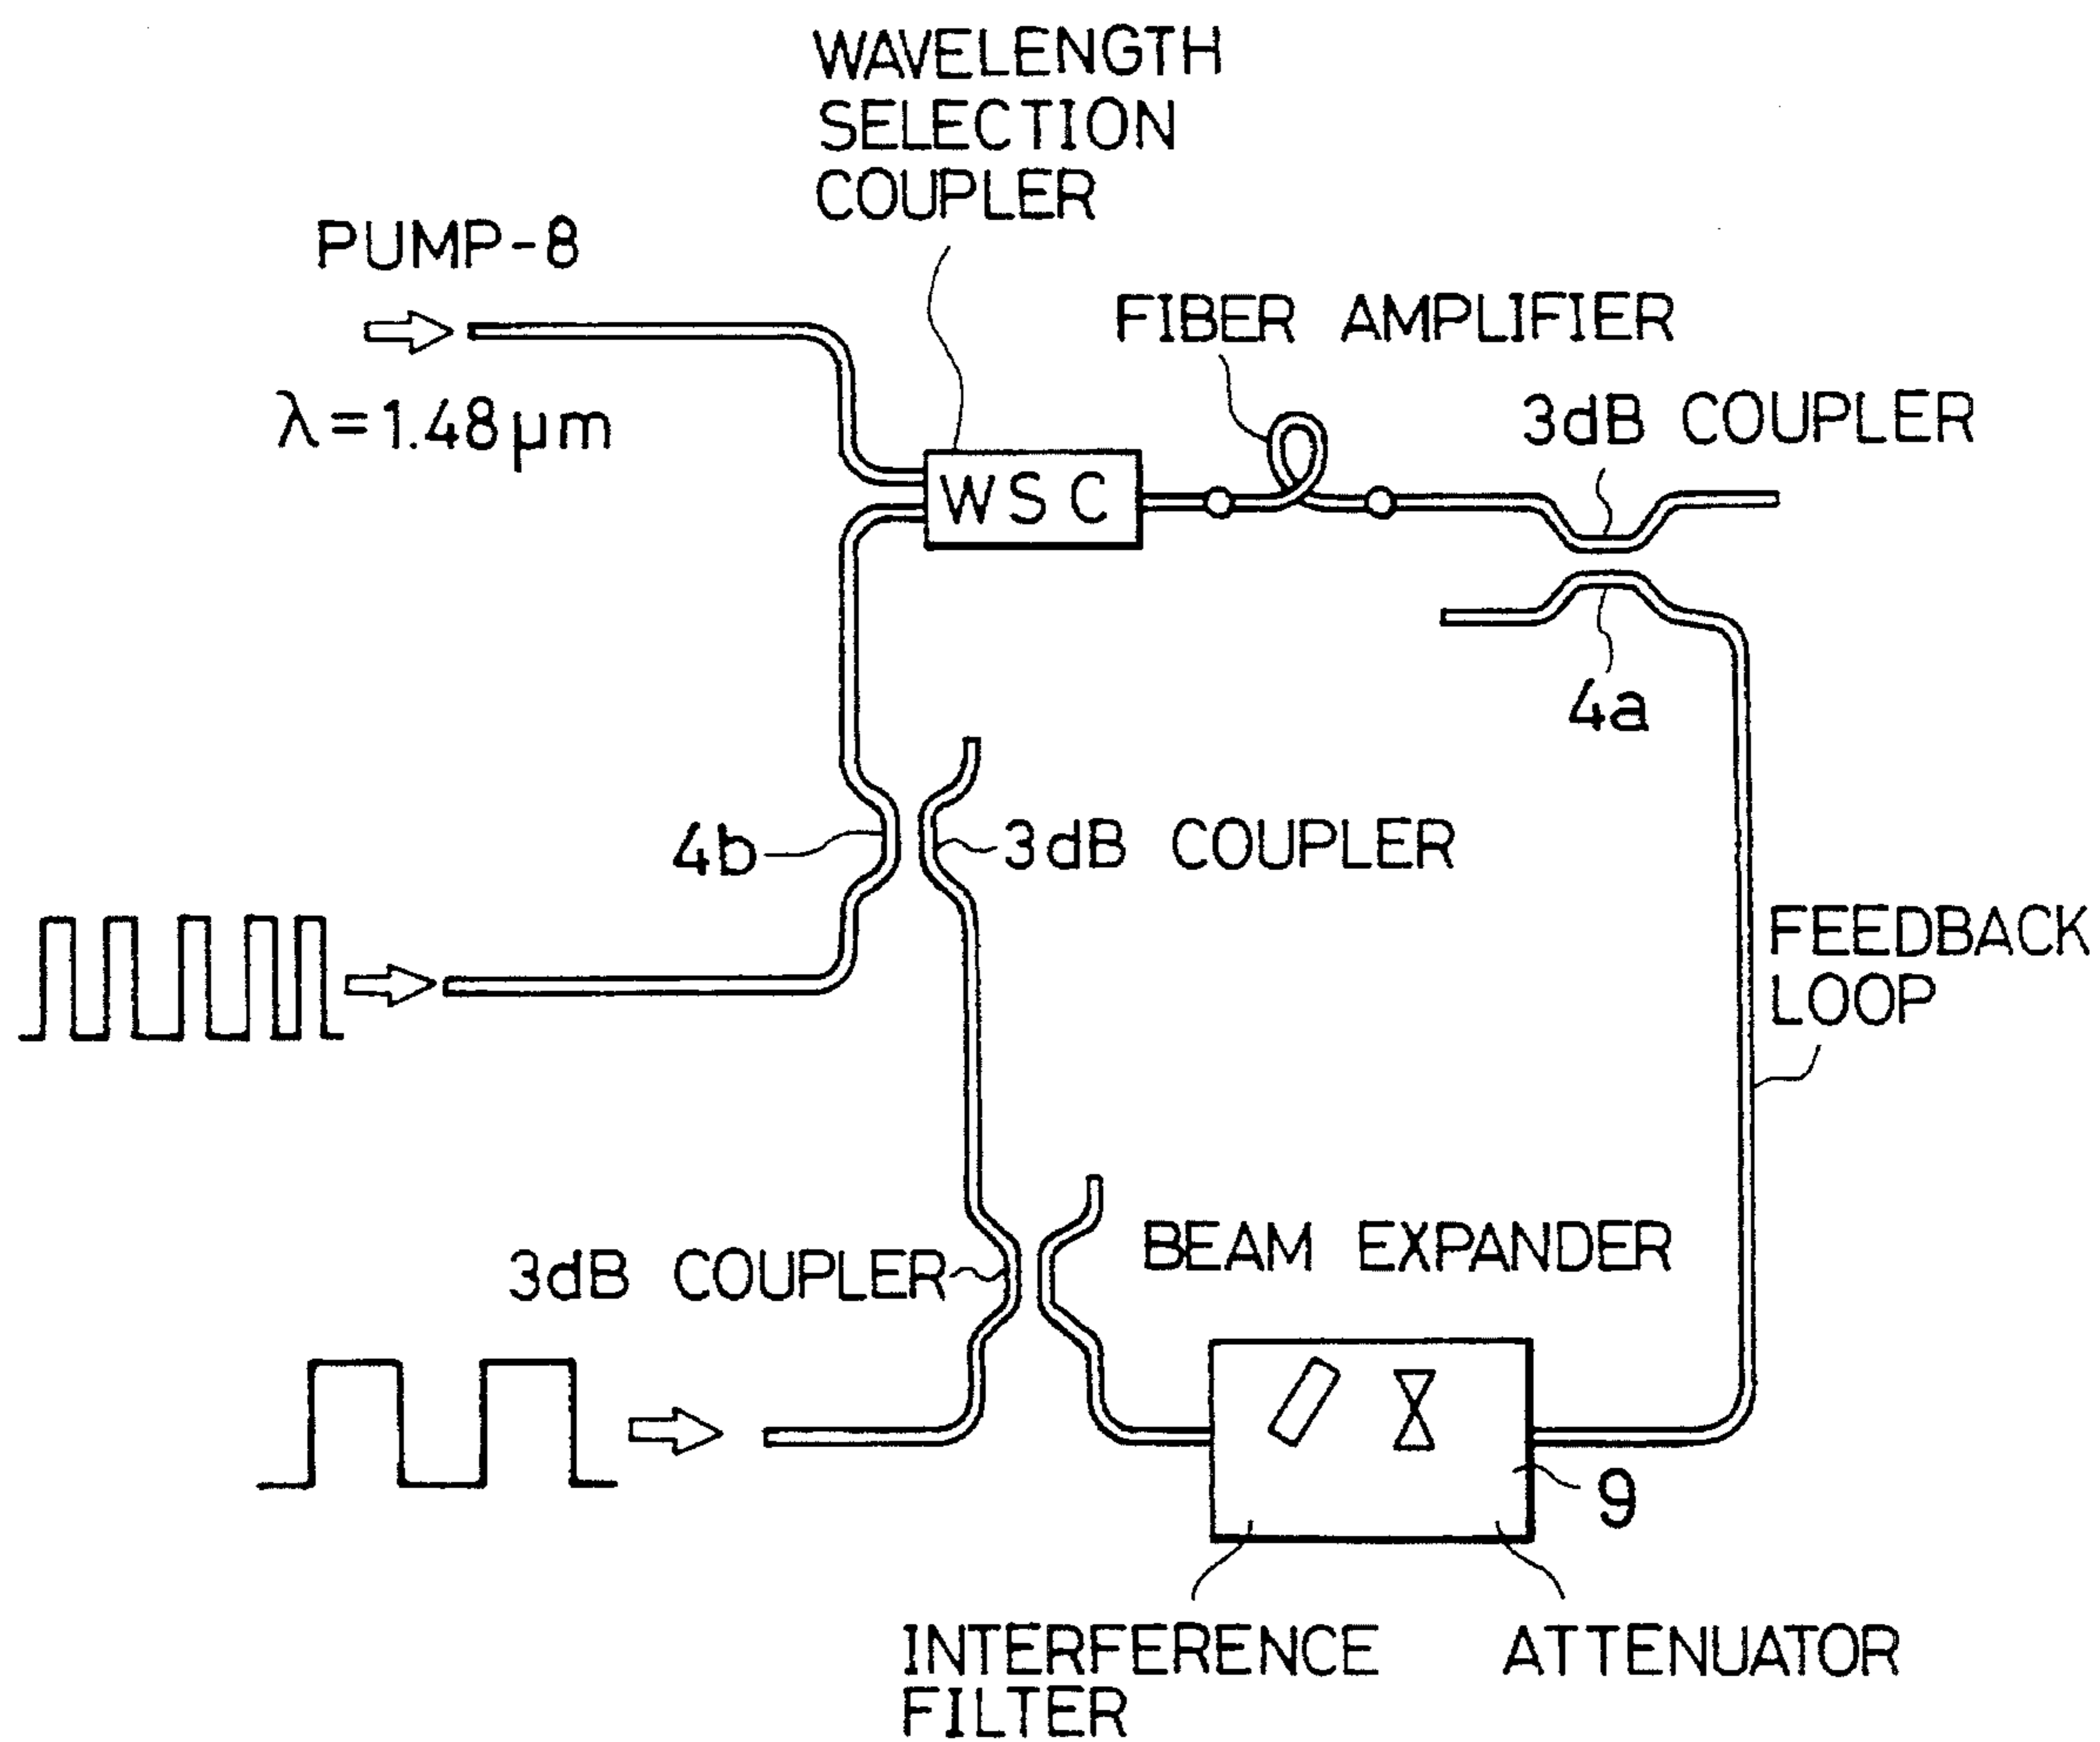 WAVELENGTH
SELECTION
COUPLER
PUMP-8
λ=1.48μm
FIBER AMPLIFIER
3dB COUPLER
WSC
4a
4b
3dB COUPLER
FEEDBACK
LOOP
3dB COUPLER
BEAM EXPANDER
9
INTERFERENCE
FILTER
ATTENUATOR